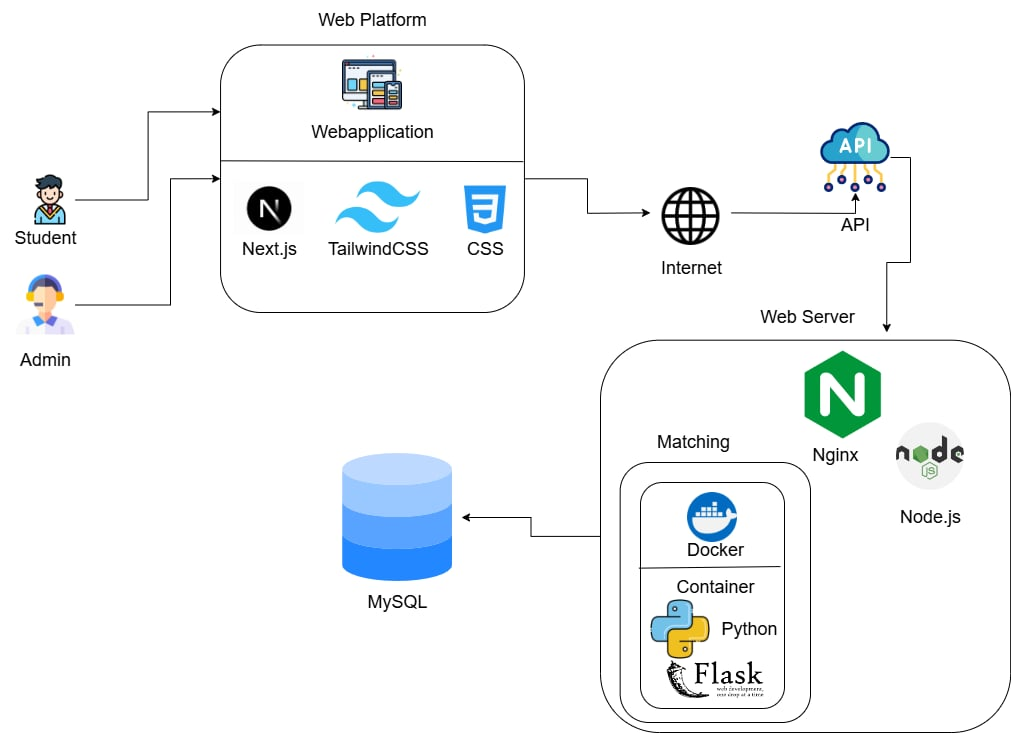 Web Platform
Webapplication
Next.js
TailwindCSS
CSS
Student
Admin
Internet
API
API
Web Server
Nginx
node
JS
Node.js
Matching
Docker
Container
Python
Flask
web development,
one drop at a time
MySQL